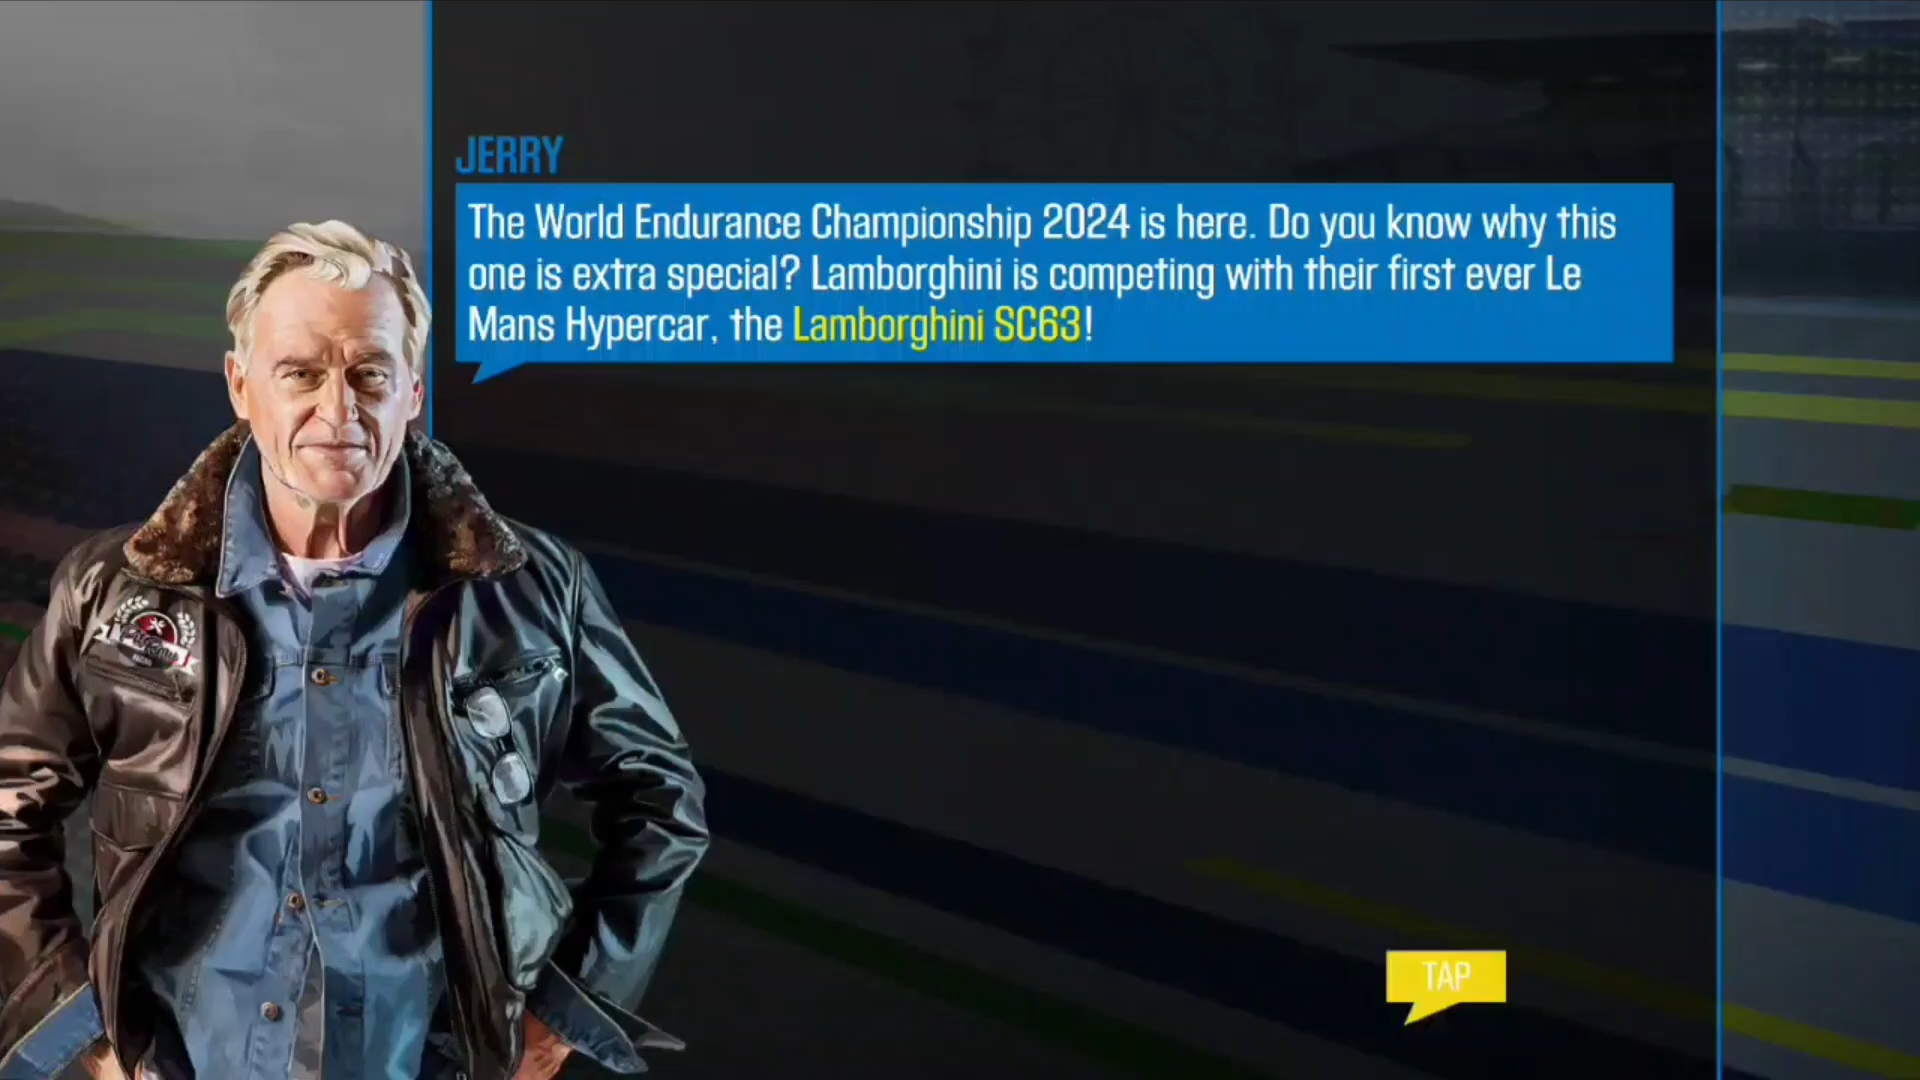 JERRY
The World Endurance Championship 2024 is here. Do you know why this
one is extra special? Lamborghini is competing with their first ever Le
Mans Hypercar, the Lamborghini SC63!
TAP